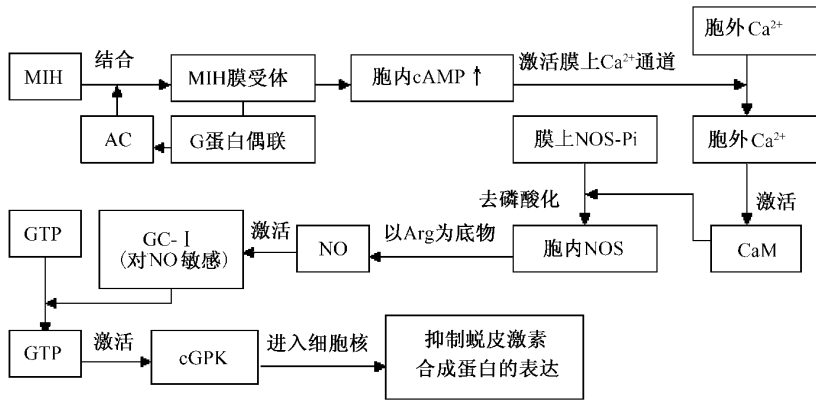 胞外Ca²⁺
MIH
结合
MIH膜受体
胞内cAMP↑
激活膜上Ca²⁺通道
AC
G蛋白偶联
膜上NOS-Pi
胞外Ca²⁺
去磷酸化
激活
GTP
GC-Ⅰ
(对NO敏感)
激活
NO
以Arg为底物
胞内NOS
CaM
GTP
激活
cGPK
进入细胞核
抑制蜕皮激素
合成蛋白的表达